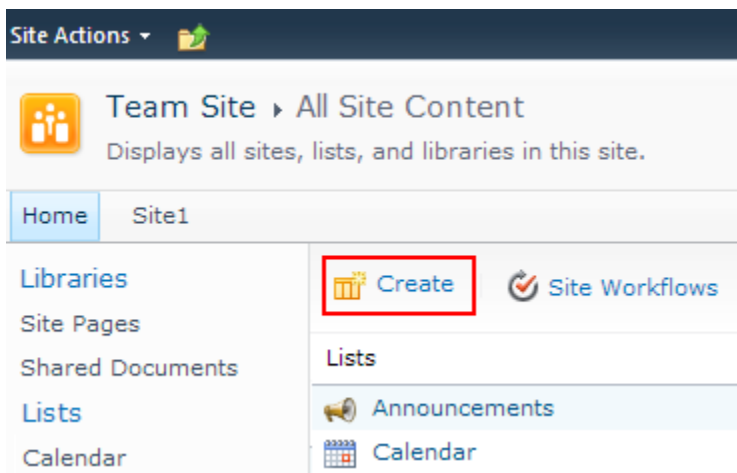 Site Actions
Team Site ▸ All Site Content
Displays all sites, lists, and libraries in this site.
Home Site1
Libraries
Site Pages
Shared Documents
Lists
Calendar
Create Site Workflows
Lists
Announcements
Calendar